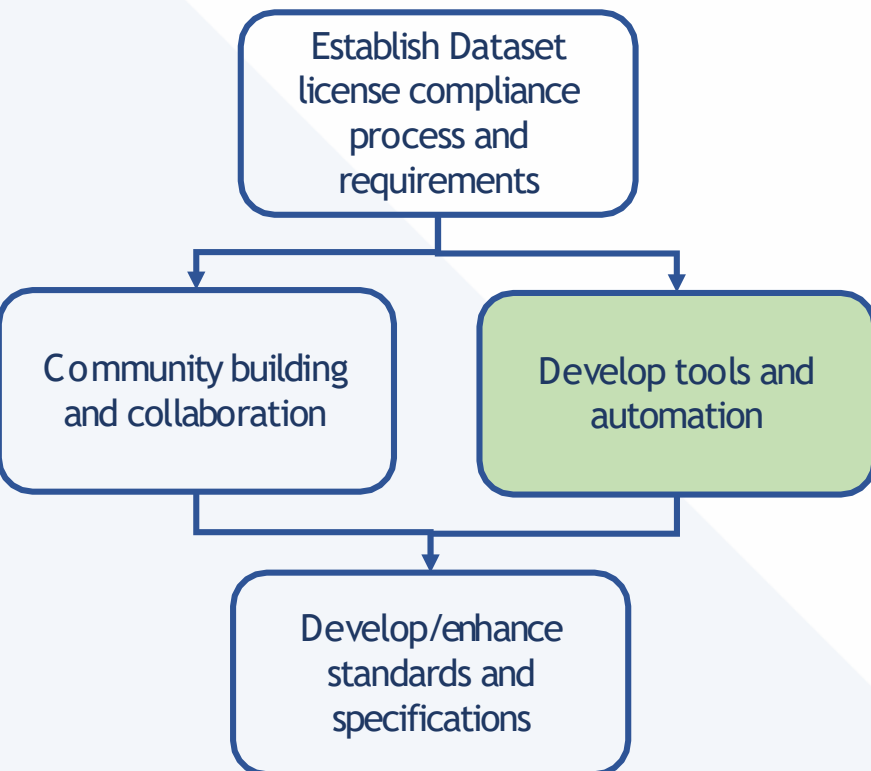 Establish Dataset
license compliance
process and
requirements
Community building
and collaboration
Develop tools and
automation
Develop/enhance
standards and
specifications